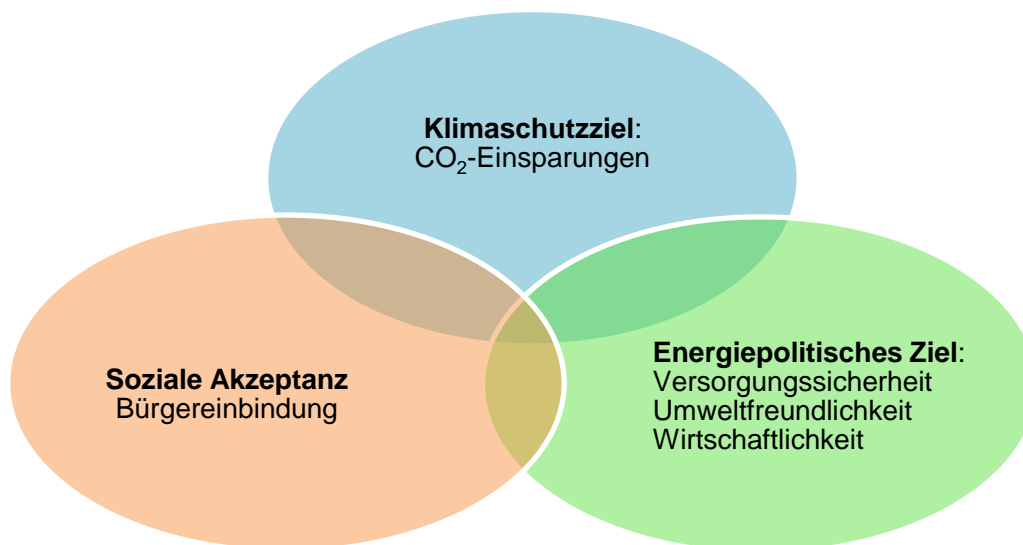 Klimaschutzziel:
CO₂-Einsparungen
Soziale Akzeptanz
Bürgereinbindung
Energiepolitisches Ziel:
Versorgungssicherheit
Umweltfreundlichkeit
Wirtschaftlichkeit